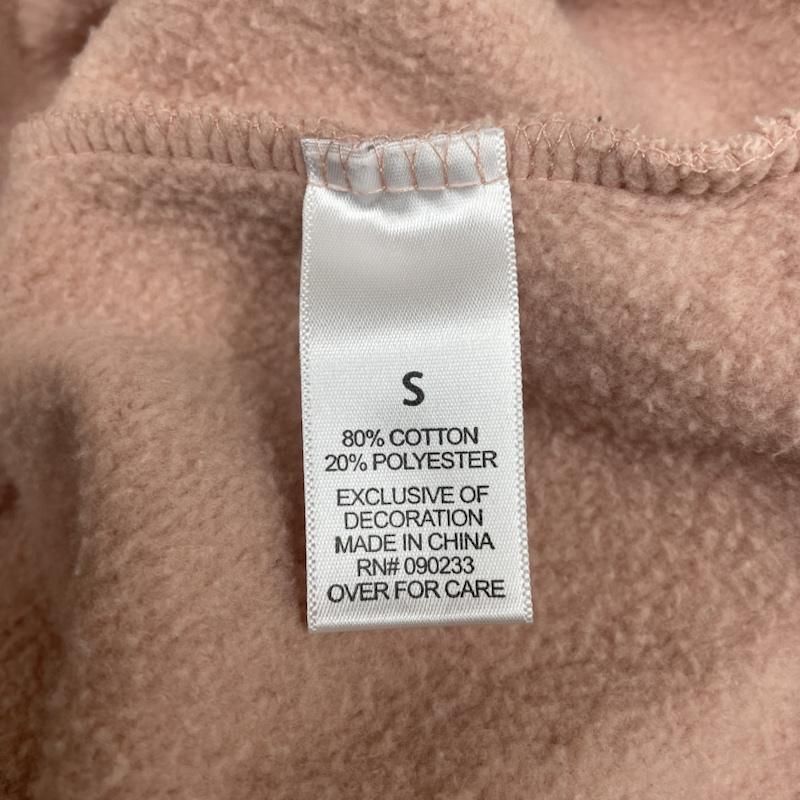 S
80% COTTON
20% POLYESTER
EXCLUSIVE OF
DECORATION
MADE IN CHINA
RN# 090233
OVER FOR CARE